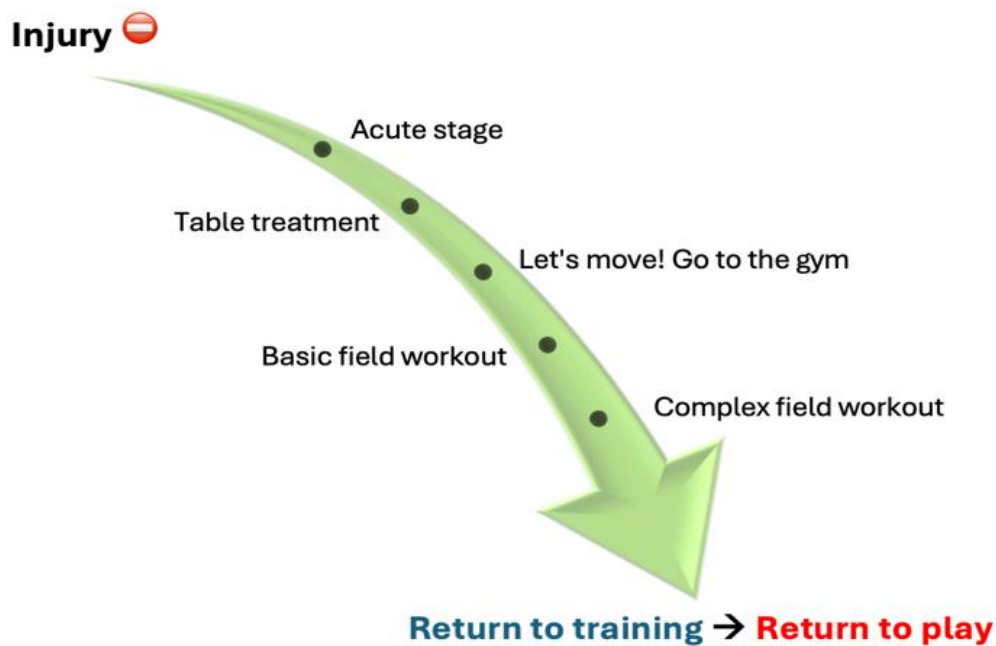 Injury ⛔
Acute stage
Table treatment
Let's move! Go to the gym
Basic field workout
Complex field workout
Return to training → Return to play